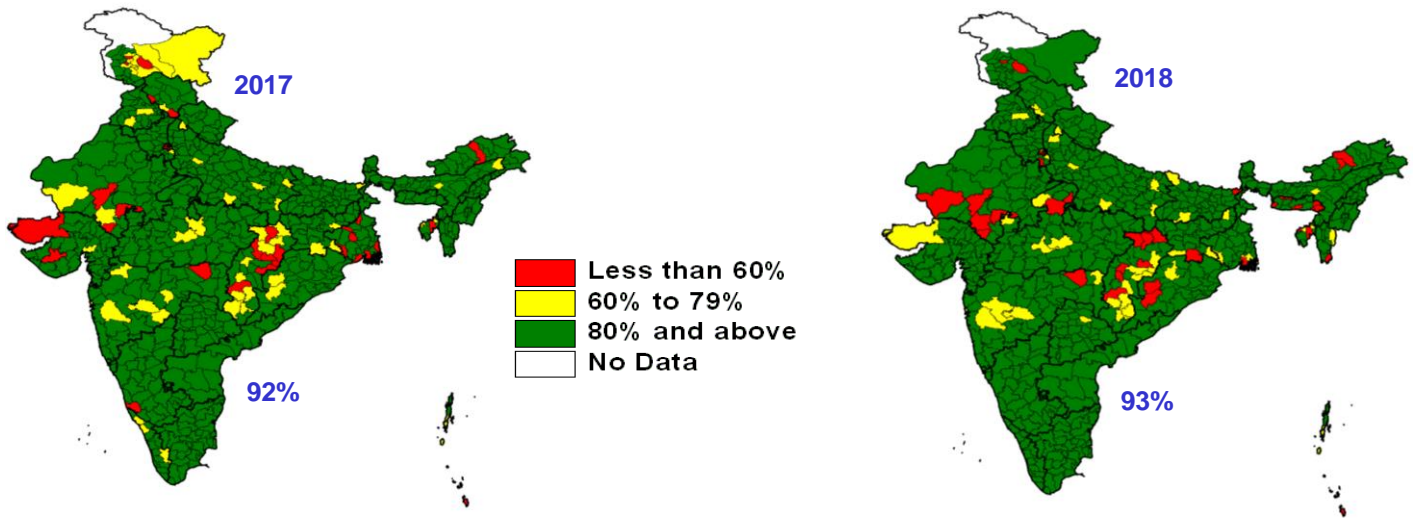 2017
2018
Less than 60%
60% to 79%
80% and above
No Data
92%
93%